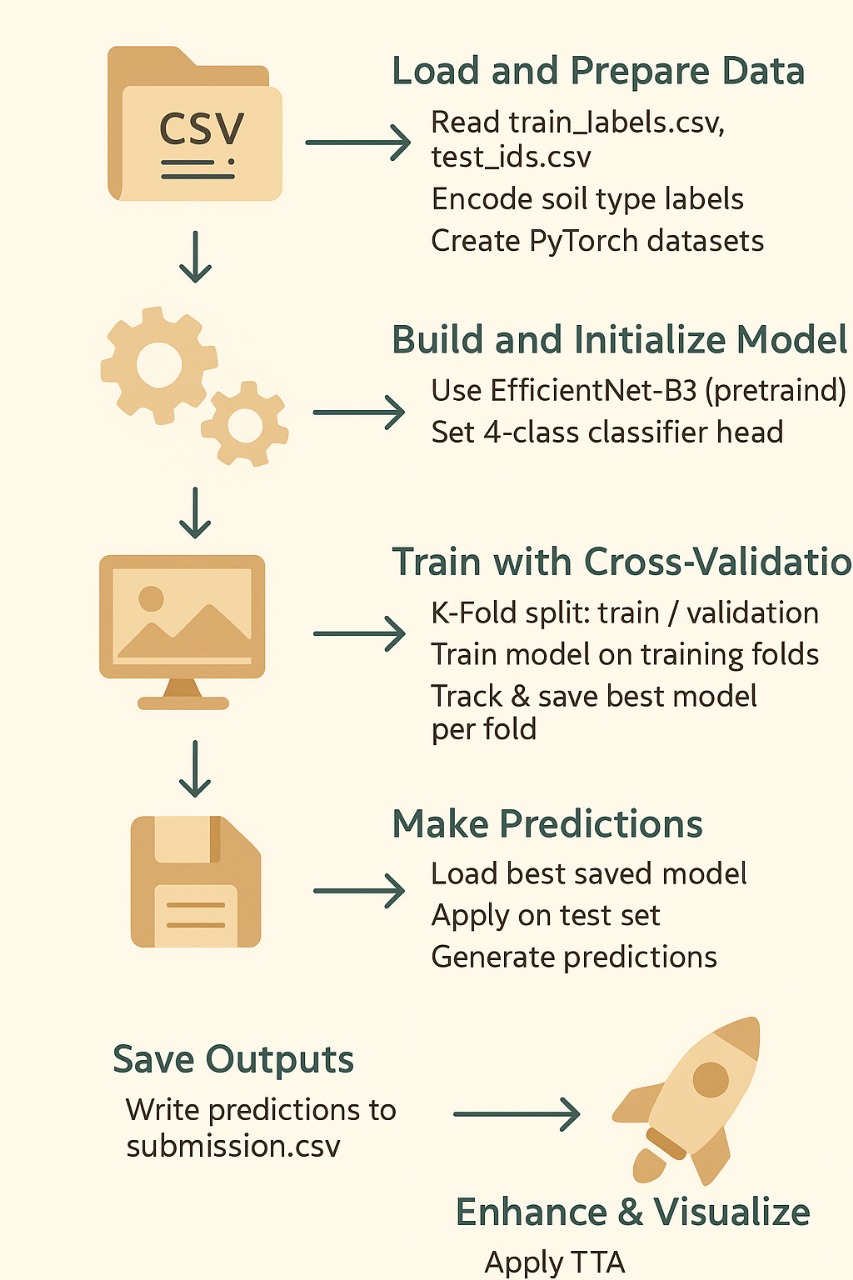 CSV
Load and Prepare Data
Read train_labels.csv,
test_ids.csv
Encode soil type labels
Create PyTorch datasets
Build and Initialize Model
Use EfficientNet-B3 (pretraind)
Set 4-class classifier head
Train with Cross-Validatio
K-Fold split: train / validation
Train model on training folds
Track & save best model
per fold
Make Predictions
Load best saved model
Apply on test set
Generate predictions
Save Outputs
Write predictions to
submission.csv
Enhance & Visualize
Apply TTA